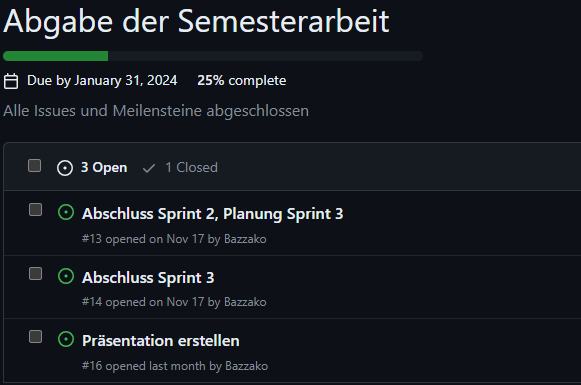 Abgabe der Semesterarbeit
Due by January 31, 2024 25% complete
Alle Issues und Meilensteine abgeschlossen
3 Open 1 Closed
Abschluss Sprint 2, Planung Sprint 3
#13 opened on Nov 17 by Bazzako
Abschluss Sprint 3
#14 opened on Nov 17 by Bazzako
Präsentation erstellen
#16 opened last month by Bazzako